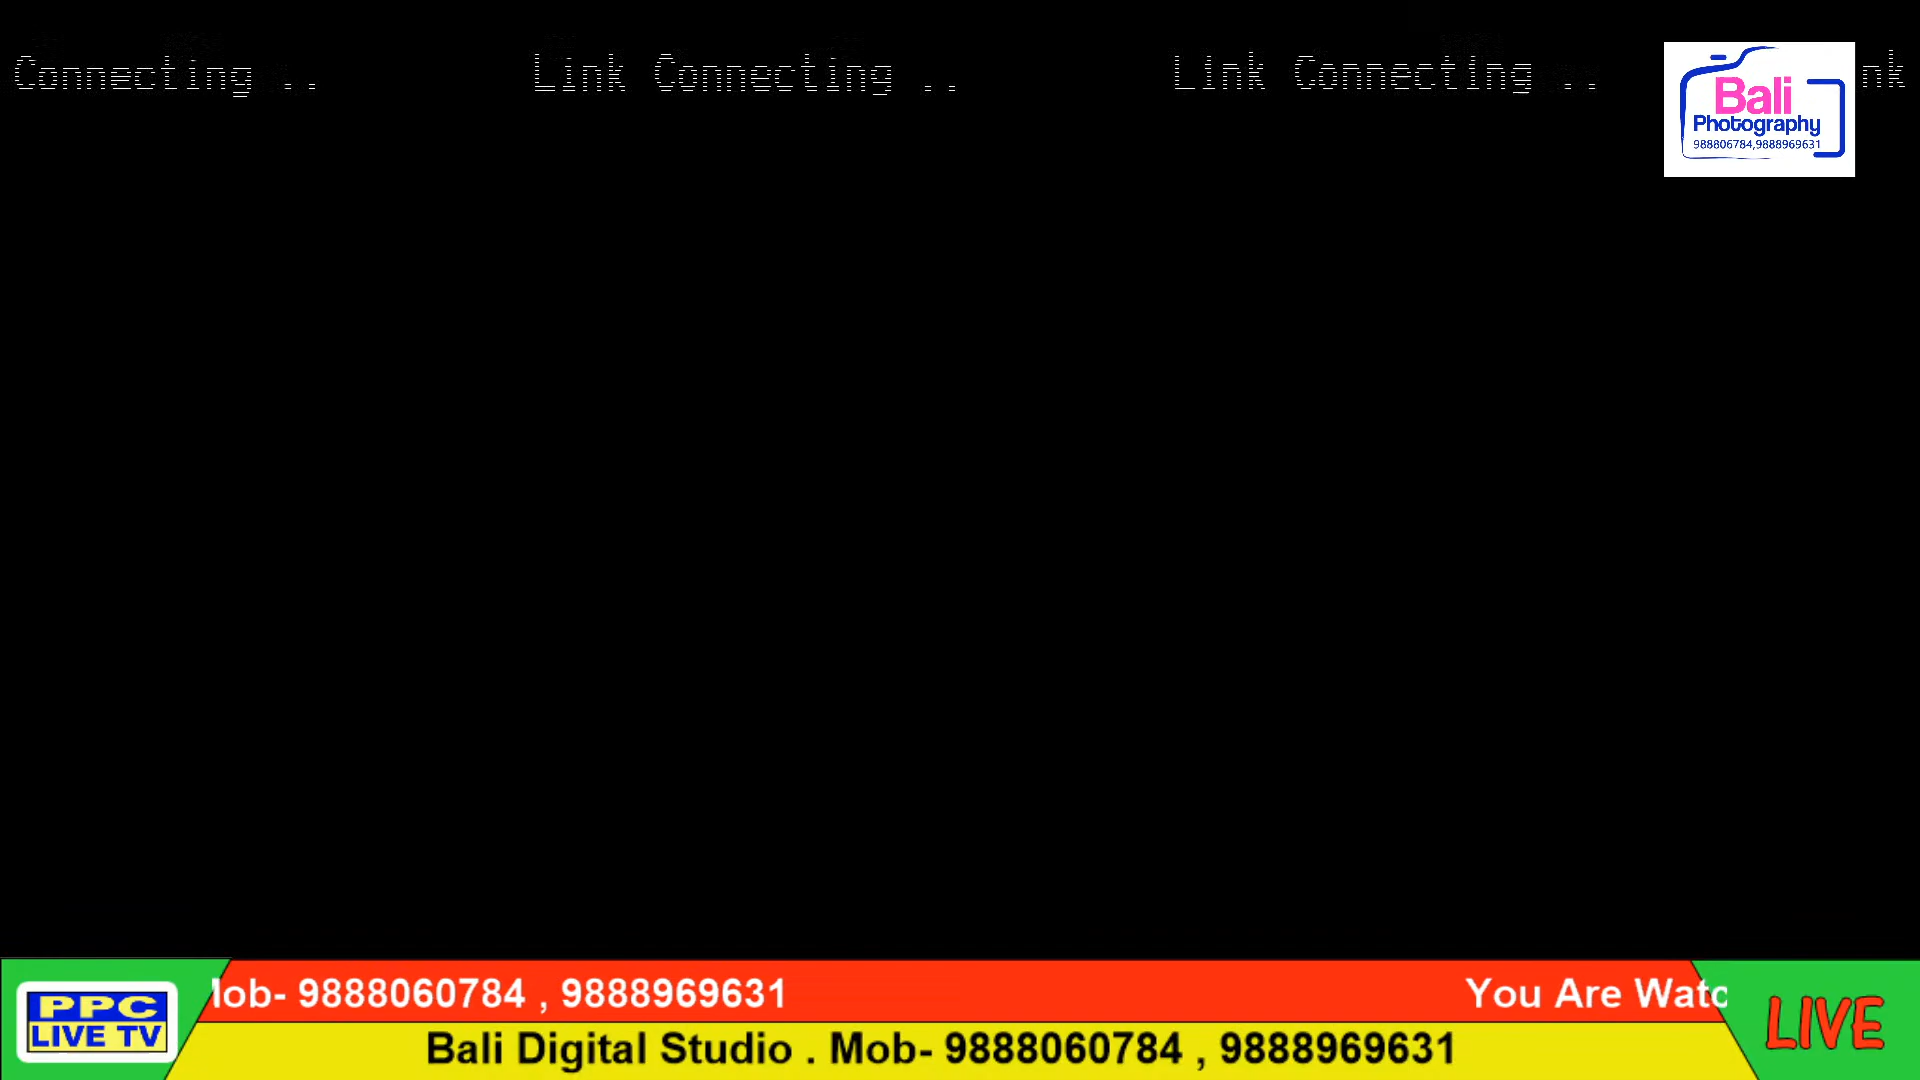 Connecting .. Link Connecting .. Link Connecting .. nk
Bali
Photography
988806784,9888969631
lob- 9888060784 , 9888969631 You Are Watc
PPC
LIVE TV
LIVE
Bali Digital Studio . Mob- 9888060784 , 9888969631